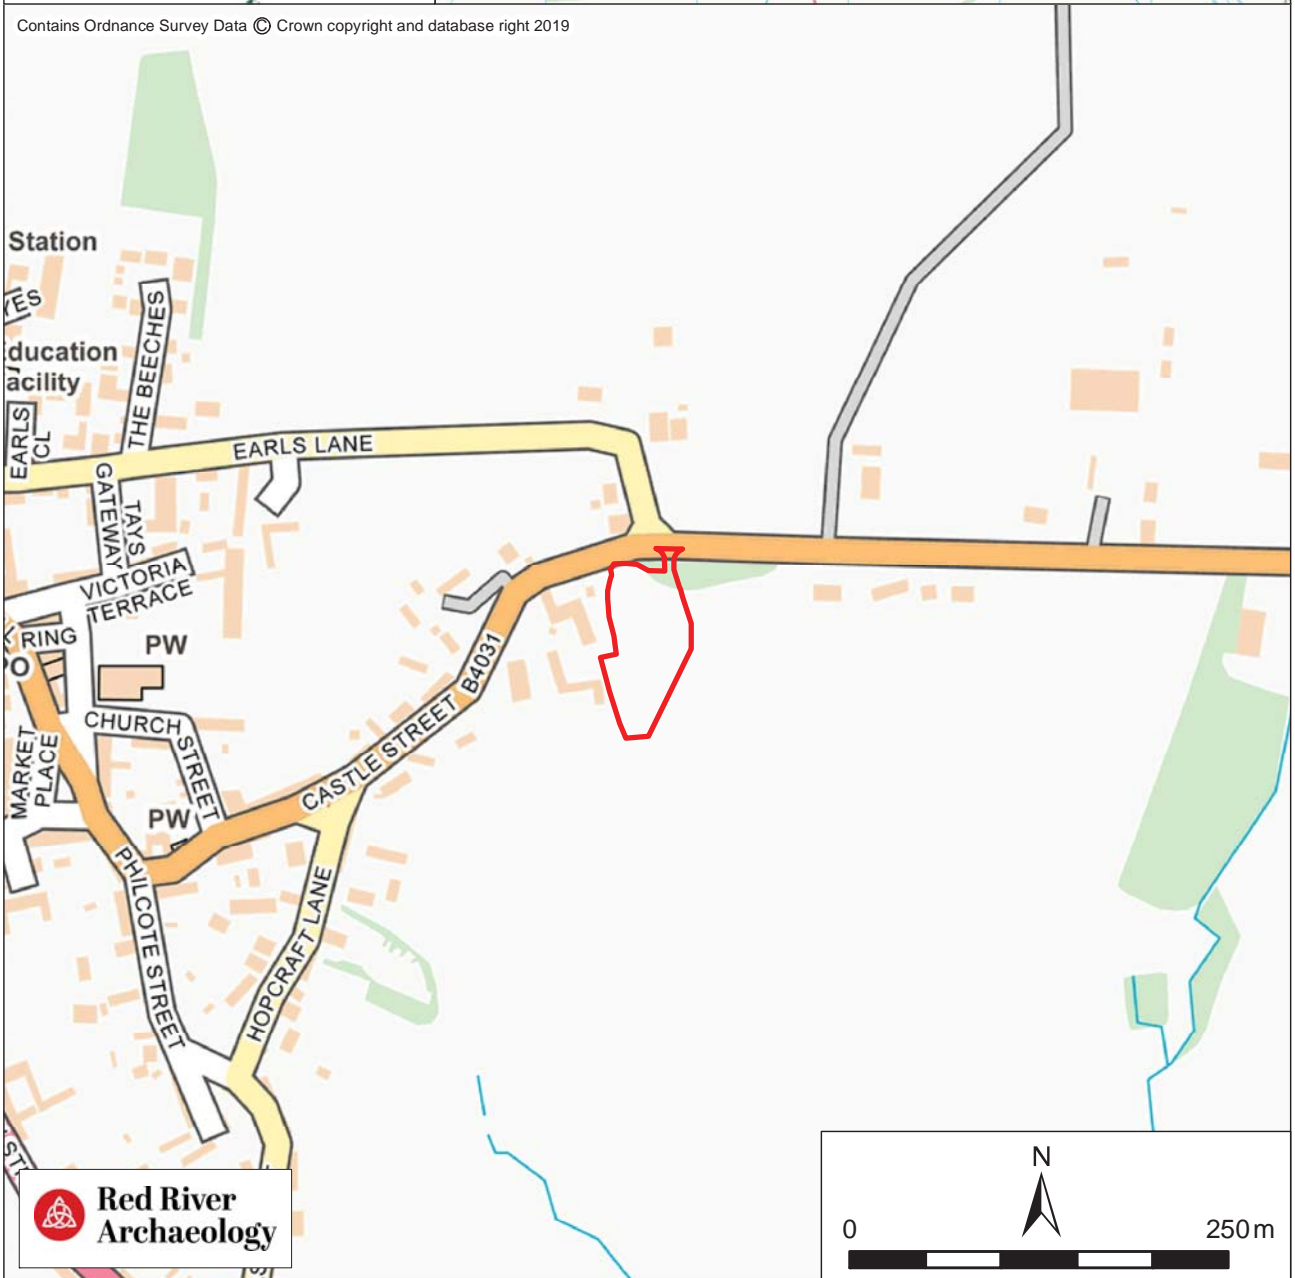 Contains Ordnance Survey Data © Crown copyright and database right 2019
Station
YES
ducation
acility
THE BEECHES
EARLS
CL
EARLS LANE
GATEWAY
TAYS
VICTORIA
TERRACE
RING
PW
PO
CHURCH STREET
MARKET
PLACE
PW
CASTLE STREET B4031
PHILCOTE STREET
HOPCRAFT LANE
ST
S
Red River
Archaeology
N
0 250 m